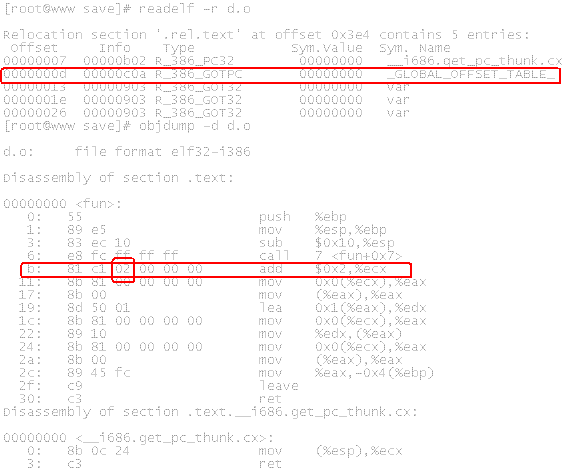 [root@www save]# readelf -r d.o
Relocation section '.rel.text' at offset 0x3e4 contains 5 entries:
Offset Info Type Sym.Value Sym. Name
00000007 00000b02 R_386_PC32 00000000 __i686.get_pc_thunk.cx
0000000d 00000c0a R_386_GOTPC 00000000 _GLOBAL_OFFSET_TABLE_
00000013 00000903 R_386_GOT32 00000000 var
0000001e 00000903 R_386_GOT32 00000000 var
00000026 00000903 R_386_GOT32 00000000 var
[root@www save]# objdump -d d.o
d.o: file format elf32-i386
Disassembly of section .text:
00000000 <fun>:
0: 55 push %ebp
1: 89 e5 mov %esp,%ebp
3: 83 ec 10 sub $0x10,%esp
6: e8 fc ff ff ff call 7 <fun+0x7>
b: 81 c1 02 00 00 00 add $0x2,%ecx
11: 8b 81 00 00 00 00 mov 0x0(%ecx),%eax
17: 8b 00 mov (%eax),%eax
19: 8d 50 01 lea 0x1(%eax),%edx
1c: 8b 81 00 00 00 00 mov 0x0(%ecx),%eax
22: 89 10 mov %edx,(%eax)
24: 8b 81 00 00 00 00 mov 0x0(%ecx),%eax
2a: 8b 00 mov (%eax),%eax
2c: 89 45 fc mov %eax,-0x4(%ebp)
2f: c9 leave
30: c3 ret
Disassembly of section .text.__i686.get_pc_thunk.cx:
00000000 <__i686.get_pc_thunk.cx>:
0: 8b 0c 24 mov (%esp),%ecx
3: c3 ret